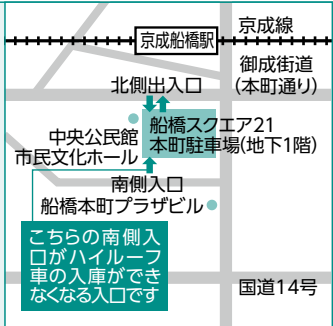 京成線
京成船橋駅
御成街道
(本町通り)
北側出入口
船橋スクエア21
本町駐車場(地下1階)
中央公民館
市民文化ホール
南側入口
船橋本町プラザビル
こちらの南側入
口がハイルーフ
車の入庫ができ
なくなる入口です
国道14号